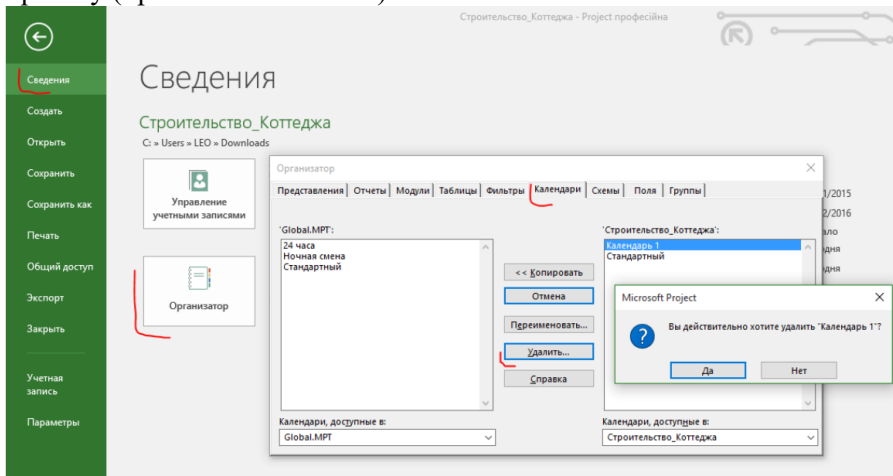 Строительство_Коттеджа - Project професійна
Сведения
Создать
Открыть
Сохранить
Сохранить как
Печать
Общий доступ
Экспорт
Закрыть
Учетная
запись
Параметры
Сведения
Строительство_Коттеджа
C: » Users » LEO » Downloads
Управление
учетными записями
Организатор
Организатор
Представления Отчеты Модули Таблицы Фильтры Календари Схемы Поля Группы
'Global.MPT':
24 часа
Ночная смена
Стандартный
<< Копировать
Отмена
Переименовать...
Удалить...
Справка
'Строительство_Коттеджа':
Календарь 1
Стандартный
Календари, доступные в:
Global.MPT
Календари, доступные в:
Строительство_Коттеджа
Microsoft Project
Вы действительно хотите удалить "Календарь 1"?
Да Нет
/2015
/2016